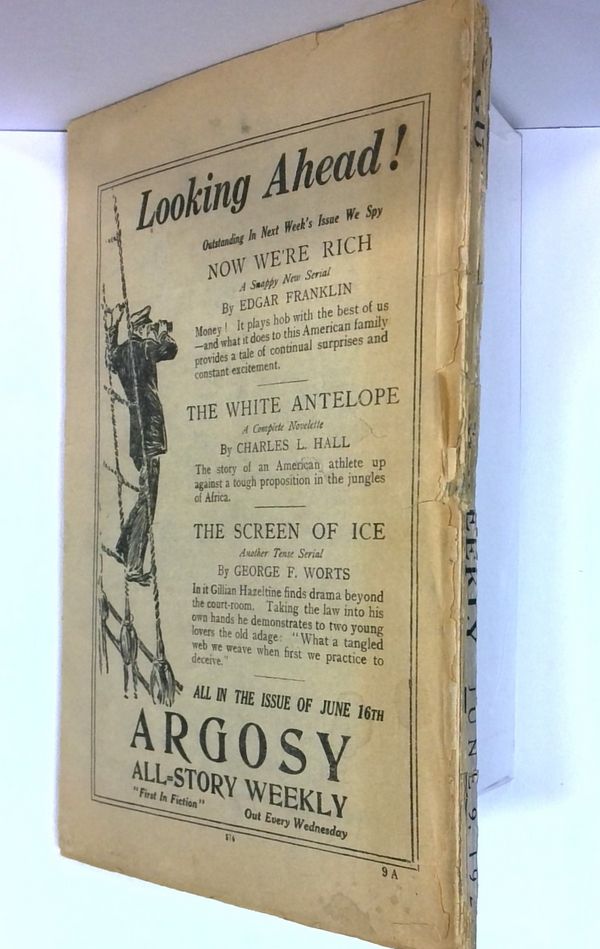 Looking Ahead!
Outstanding In Next Week's Issue We Spy
NOW WE'RE RICH
A Snappy New Serial
By EDGAR FRANKLIN
Money! It plays hob with the best of us
—and what it does to this American family
provides a tale of continual surprises and
constant excitement.
THE WHITE ANTELOPE
A Complete Novelette
By CHARLES L. HALL
The story of an American athlete up
against a tough proposition in the jungles
of Africa.
THE SCREEN OF ICE
Another Tense Serial
By GEORGE F. WORTS
In it Gillian Hazeltine finds drama beyond
the court-room. Taking the law into his
own hands he demonstrates to two young
lovers the old adage: "What a tangled
web we weave when first we practice to
deceive."
ALL IN THE ISSUE OF JUNE 16TH
ARGOSY
ALL=STORY WEEKLY
"First In Fiction"
Out Every Wednesday
576
9 A
EEKLY JUNE 9, 192